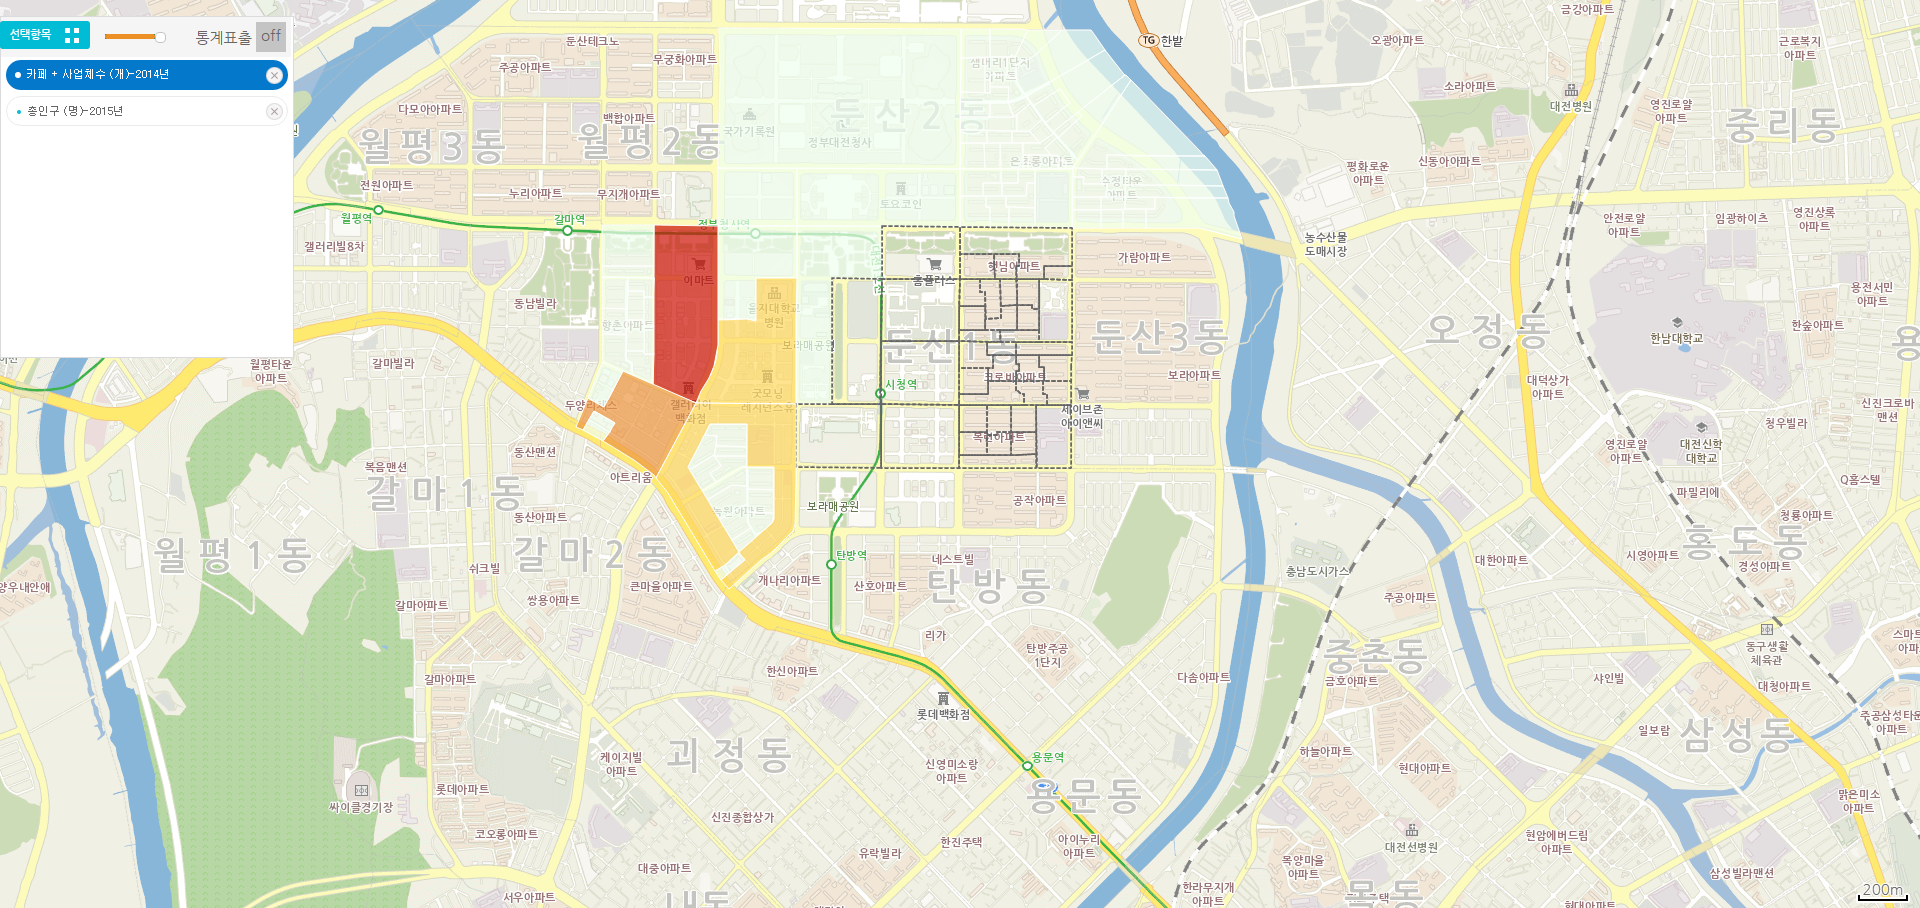 선택항목
통계표출 off
카페 + 사업체수 (개)-2014년
총인구 (명)-2015년
둔산테크노
무궁화아파트
주공아파트
다모아아파트
백합아파트
월평3동
월평2동
국가기록원
정부대전청사
둔산2동
샘머리1단지
아파트
한밭
TG
오광아파트
금강아파트
근로복지
아파트
소라아파트
대전병원
영진로얄
아파트
중리동
신동아아파트
평화로운
아파트
전원아파트
누리아파트
무지개아파트
토요코인
수정타운
아파트
월평역
갈마역
갤러리빌8차
동남빌라
이마트
을지대학교
병원
보라매공원
홈플러스
햇님아파트
가람아파트
농수산물
도매시장
안전로얄
아파트
임광하이츠
영진상록
아파트
용전서민
아파트
한숲아파트
한남대학교
오정동
둔산1동
둔산3동
크로바아파트
보라아파트
시청역
세이브존
아이앤씨
목련아파트
대덕상가
아파트
신진크로바
맨션
청우빌라
대전신학
대학교
영진로얄
아파트
월평타운
아파트
갈마빌라
향촌아파트
두양리체스
갤러리아
백화점
굿모닝
레지던스휴
동산맨션
아트리움
복음맨션
갈마1동
동산아파트
갈마2동
월평1동
쉬크빌
양우내안애
갈마아파트
쌍용아파트
큰마을아파트
녹원아파트
보라매공원
공작아파트
탄방역
개나리아파트
산호아파트
네스트빌
탄방동
충남도시가스
주공아파트
대한아파트
파밀리에
Q홈스텔
청룡아파트
홍도동
시영아파트
경성아파트
리가
탄방주공
1단지
다솜아파트
한신아파트
갈마아파트
롯데백화점
괴정동
케이지빌
아파트
신영미소랑
아파트
용문역
용문동
싸이클경기장
롯데아파트
코오롱아파트
신진종합상가
한진주택
유락빌라
아이누리
아파트
대중아파트
서우아파트
한라무지개
아파트
중촌동
금호아파트
하늘아파트
현대아파트
사인빌
동구생활
체육관
대청아파트
일보람
삼성동
주공삼성타운
아파트
맑은미소
아파트
현암에버드림
아파트
대전선병원
목양마을
아파트
삼성빌라맨션
현대아파트
200m